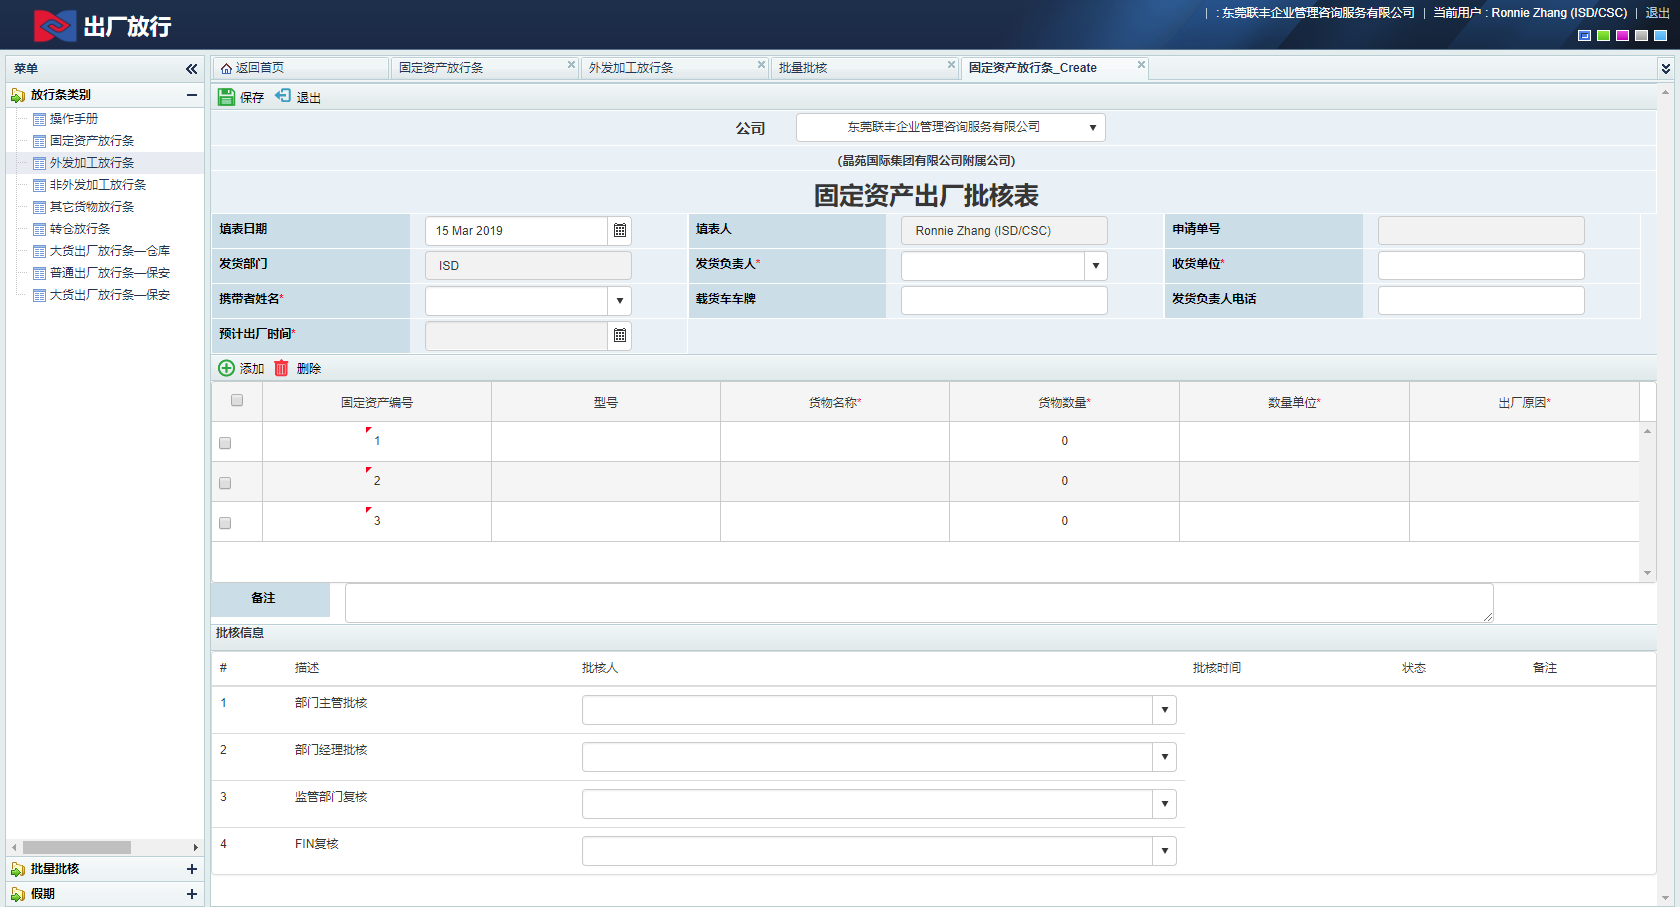 出厂放行
| : 东莞联丰企业管理咨询服务有限公司 | 当前用户 : Ronnie Zhang (ISD/CSC) | 退出
菜单
放行条类别
操作手册
固定资产放行条
外发加工放行条
非外发加工放行条
其它货物放行条
转仓放行条
大货出厂放行条—仓库
普通出厂放行条—保安
大货出厂放行条—保安
批量批核
假期
返回首页 固定资产放行条 外发加工放行条 批量批核 固定资产放行条_Create
保存 退出
公司 东莞联丰企业管理咨询服务有限公司
(晶苑国际集团有限公司附属公司)
固定资产出厂批核表
填表日期 15 Mar 2019 填表人 Ronnie Zhang (ISD/CSC) 申请单号
发货部门 ISD 发货负责人* 收货单位*
携带者姓名* 载货车车牌 发货负责人电话
预计出厂时间*
添加 删除
固定资产编号 型号 货物名称* 货物数量* 数量单位* 出厂原因*
1 0
2 0
3 0
备注
批核信息
# 描述 批核人 批核时间 状态 备注
1 部门主管批核
2 部门经理批核
3 监管部门复核
4 FIN复核